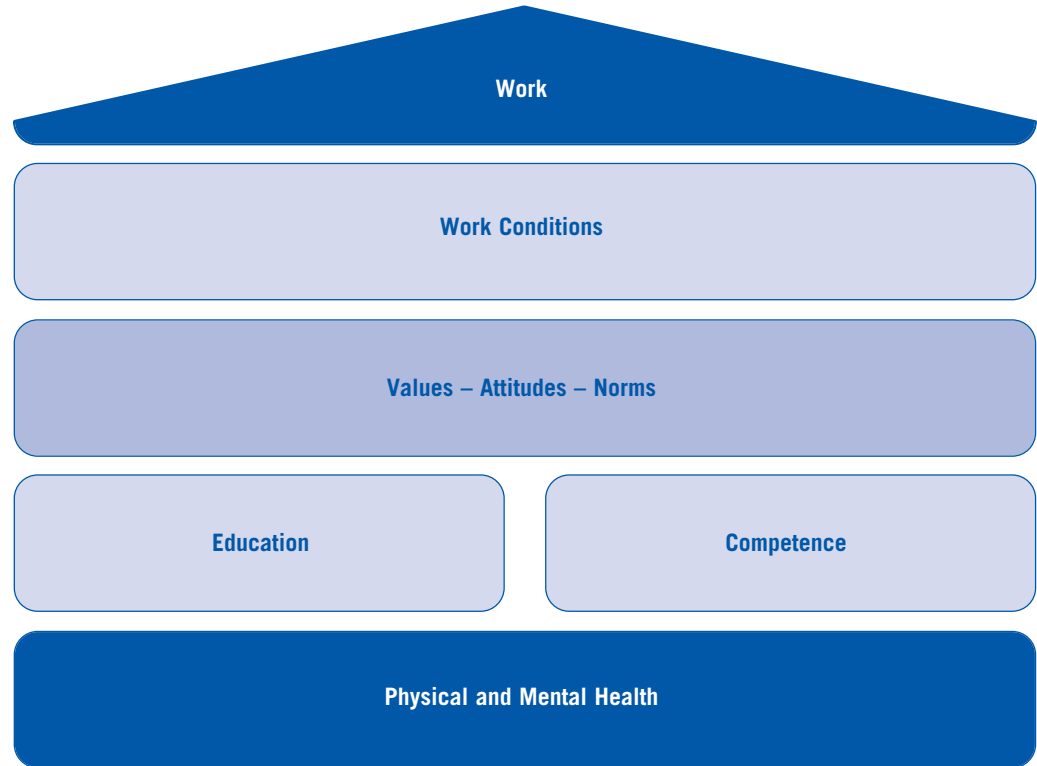 Work
Work Conditions
Values – Attitudes – Norms
Education
Competence
Physical and Mental Health